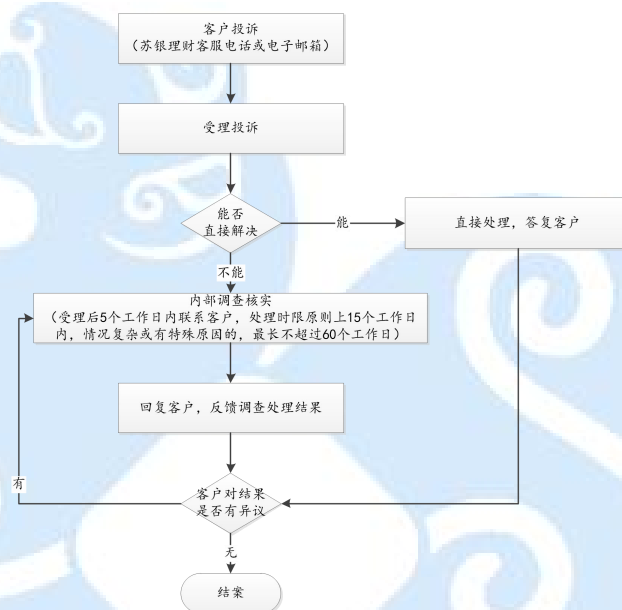 客户投诉
（苏银理财客服电话或电子邮箱）
受理投诉
能否
直接解决
能
直接处理，答复客户
不能
内部调查核实
（受理后5个工作日内联系客户，处理时限原则上15个工作日
内，情况复杂或有特殊原因的，最长不超过60个工作日）
回复客户，反馈调查处理结果
有
客户对结果
是否有异议
无
结案